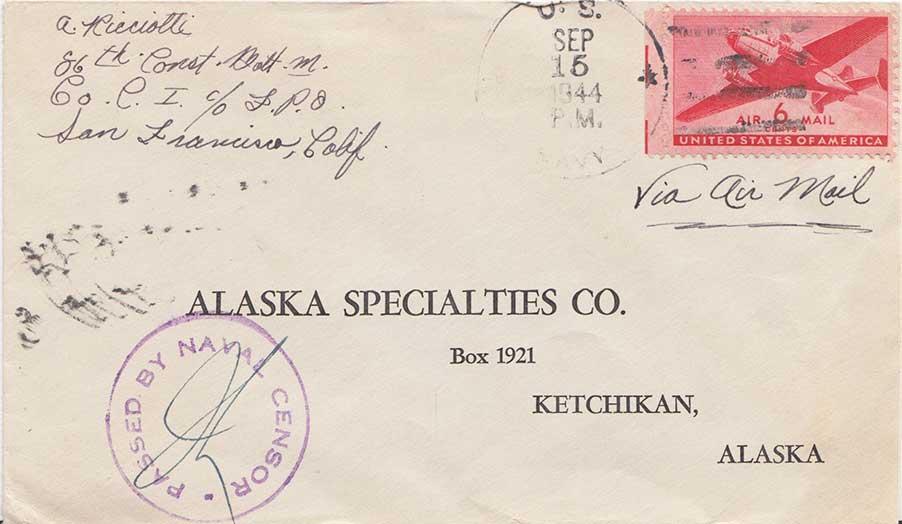 A. Ricciotti
86th Const. Batt. M.
Co. C. I. c/o F.P.O.
San Francisco, Calif.
U. S.
SEP
15
1944
P.M.
NAVY
AIR 6 MAIL
CENTS
UNITED STATES OF AMERICA
Via Air Mail
ALASKA SPECIALTIES CO.
Box 1921
KETCHIKAN,
ALASKA
PASSED BY NAVAL CENSOR